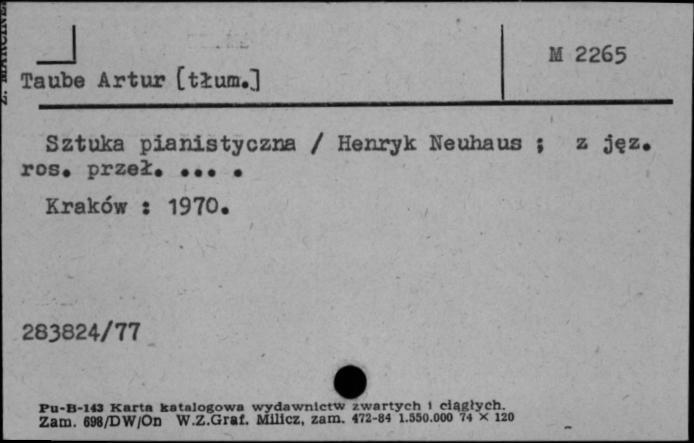 M 2265
Taube Artur [tłum.]
Sztuka pianistyczna / Henryk Neuhaus ; z jęz.
ros. przeł. ... .
Kraków : 1970.
283824/77
Pu-B-143 Karta katalogowa wydawnictw zwartych i ciągłych.
Zam. 698/DW/On W.Z.Graf. Milicz, zam. 472-84 1.550.000 74 × 120